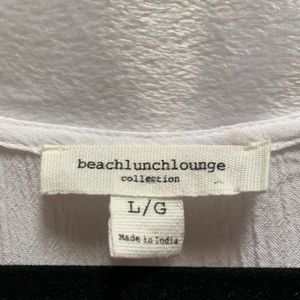 beachlunchlounge
collection
L/G
Made in India